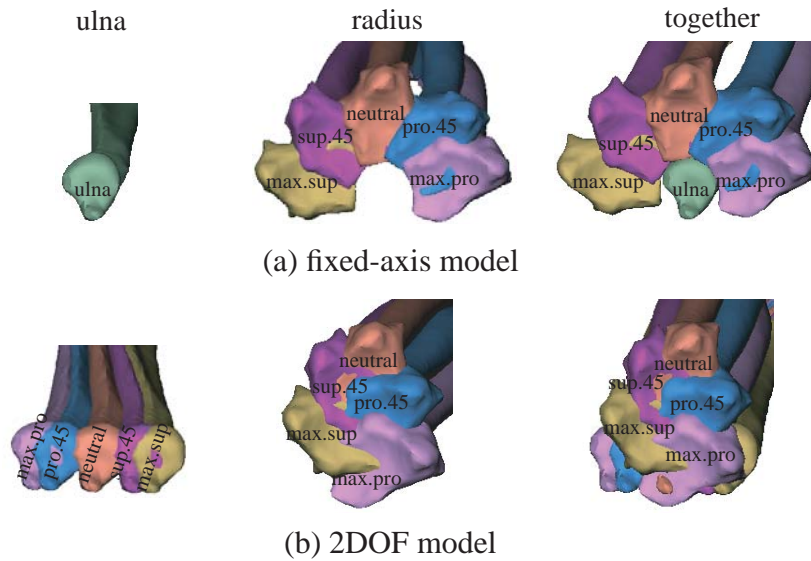 ulna radius together
ulna
neutral
sup.45
pro.45
max.sup
max.pro
neutral
sup.45
pro.45
max.sup
ulna
max.pro
(a) fixed-axis model
max.pro
pro.45
neutral
sup.45
max.sup
neutral
sup.45
pro.45
max.sup
max.pro
neutral
sup.45
pro.45
max.sup
max.pro
(b) 2DOF model